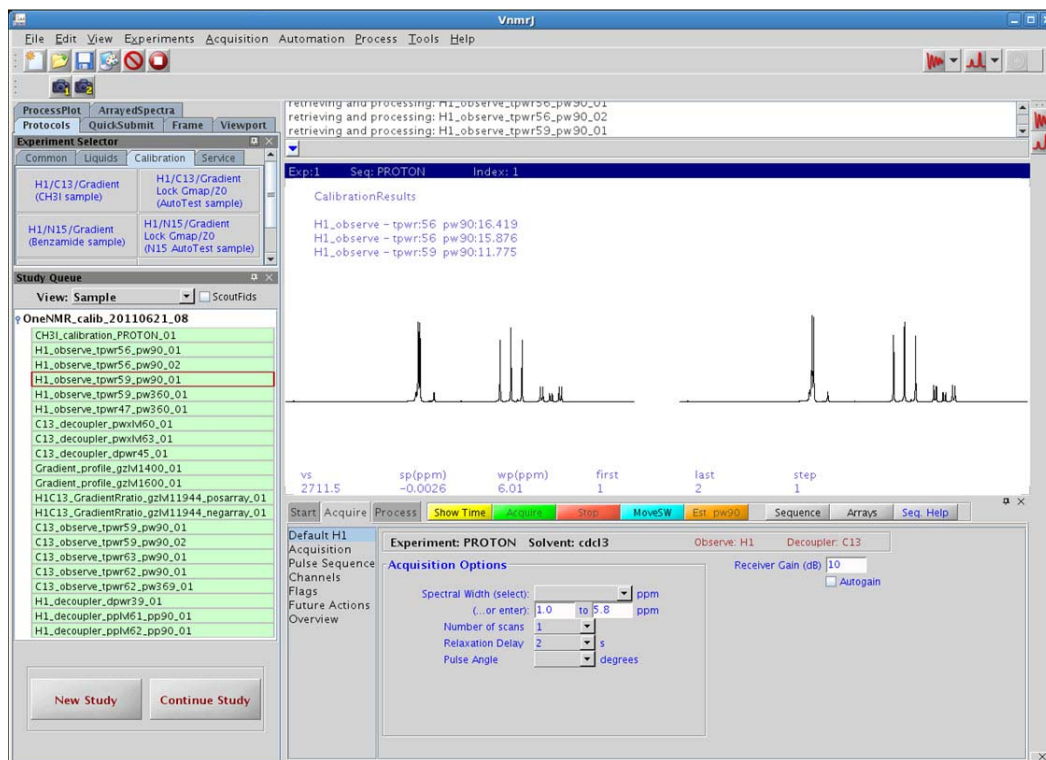 VnmrJ
File Edit View Experiments Acquisition Automation Process Tools Help
1 2
ProcessPlot ArrayedSpectra
Protocols QuickSubmit Frame Viewport
Experiment Selector
Common Liquids Calibration Service
H1/C13/Gradient
(CH3I sample)
H1/C13/Gradient
Lock Gmap/Z0
(AutoTest sample)
H1/N15/Gradient
(Benzamide sample)
H1/N15/Gradient
Lock Gmap/Z0
(N15 AutoTest sample)
Study Queue
View: Sample ScoutFids
OneNMR_calib_20110621_08
CH3I_calibration_PROTON_01
H1_observe_tpwr56_pw90_01
H1_observe_tpwr56_pw90_02
H1_observe_tpwr59_pw90_01
H1_observe_tpwr59_pw360_01
H1_observe_tpwr47_pw360_01
C13_decoupler_pwxlvl60_01
C13_decoupler_pwxlvl63_01
C13_decoupler_dpwr45_01
Gradient_profile_gzlvl1400_01
Gradient_profile_gzlvl1600_01
H1C13_GradientRratio_gzlvl11944_posarray_01
H1C13_GradientRratio_gzlvl11944_negarray_01
C13_observe_tpwr59_pw90_01
C13_observe_tpwr59_pw90_02
C13_observe_tpwr63_pw90_01
C13_observe_tpwr62_pw90_01
C13_observe_tpwr62_pw369_01
H1_decoupler_dpwr39_01
H1_decoupler_pplvl61_pp90_01
H1_decoupler_pplvl62_pp90_01
New Study Continue Study
retrieving and processing: H1_observe_tpwr56_pw90_01
retrieving and processing: H1_observe_tpwr56_pw90_02
retrieving and processing: H1_observe_tpwr59_pw90_01
Exp:1 Seq: PROTON Index: 1
CalibrationResults
H1_observe - tpwr:56 pw90:16.419
H1_observe - tpwr:56 pw90:15.876
H1_observe - tpwr:59 pw90:11.775
vs sp(ppm) wp(ppm) first last step
2711.5 -0.0026 6.01 1 2 1
Start Acquire Process Show Time Acquire Stop MoveSW Est. pw90 Sequence Arrays Seq. Help
Default H1
Acquisition
Pulse Sequence
Channels
Flags
Future Actions
Overview
Experiment: PROTON Solvent: cdcl3 Observe: H1 Decoupler: C13
Acquisition Options
Spectral Width (select): ppm
(...or enter): 1.0 to 5.8 ppm
Number of scans 1
Relaxation Delay 2 s
Pulse Angle degrees
Receiver Gain (dB) 10
Autogain